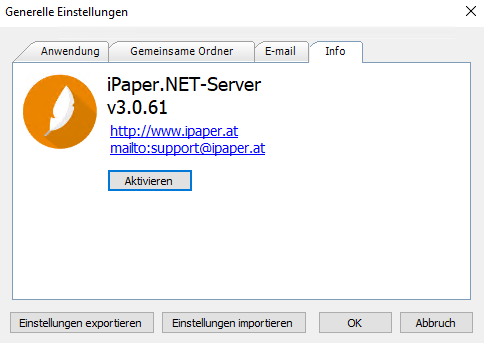 Generelle Einstellungen
Anwendung Gemeinsame Ordner E-mail Info
iPaper.NET-Server
v3.0.61
http://www.ipaper.at
mailto:support@ipaper.at
Aktivieren
Einstellungen exportieren Einstellungen importieren OK Abbruch